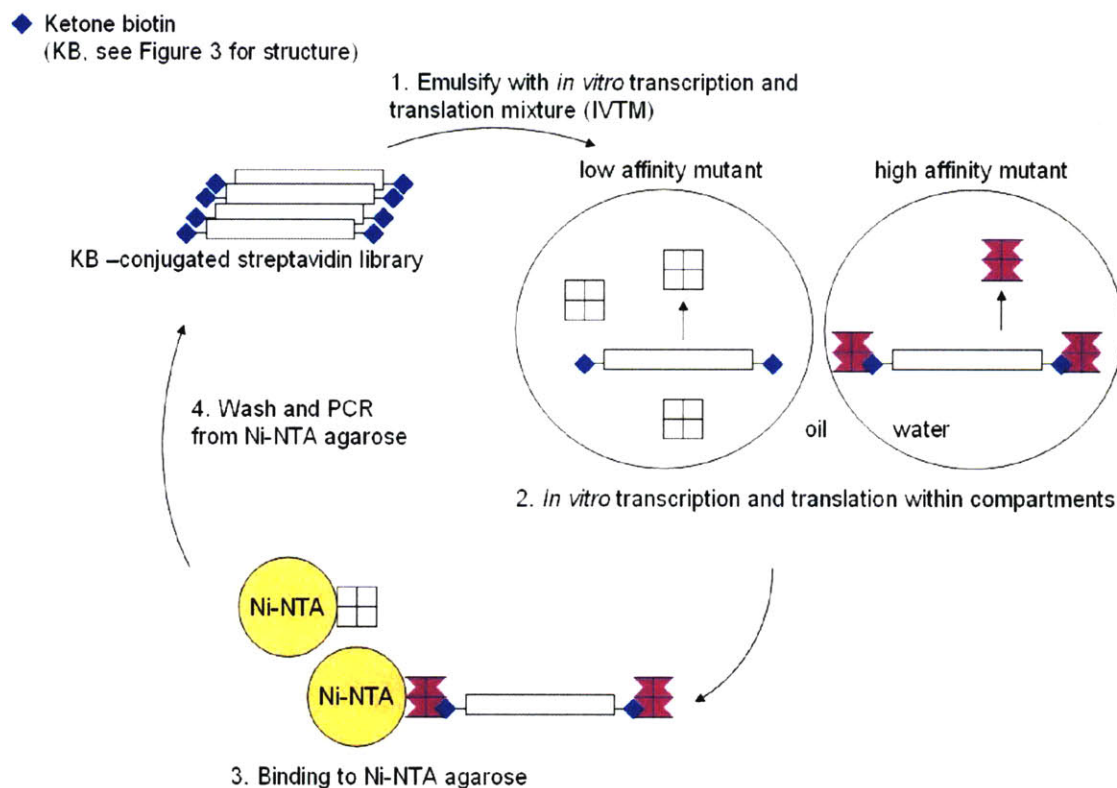 Ketone biotin
(KB, see Figure 3 for structure)
1. Emulsify with in vitro transcription and
translation mixture (IVTM)
low affinity mutant
high affinity mutant
KB –conjugated streptavidin library
4. Wash and PCR
from Ni-NTA agarose
oil
water
2. In vitro transcription and translation within compartments
Ni-NTA
Ni-NTA
3. Binding to Ni-NTA agarose